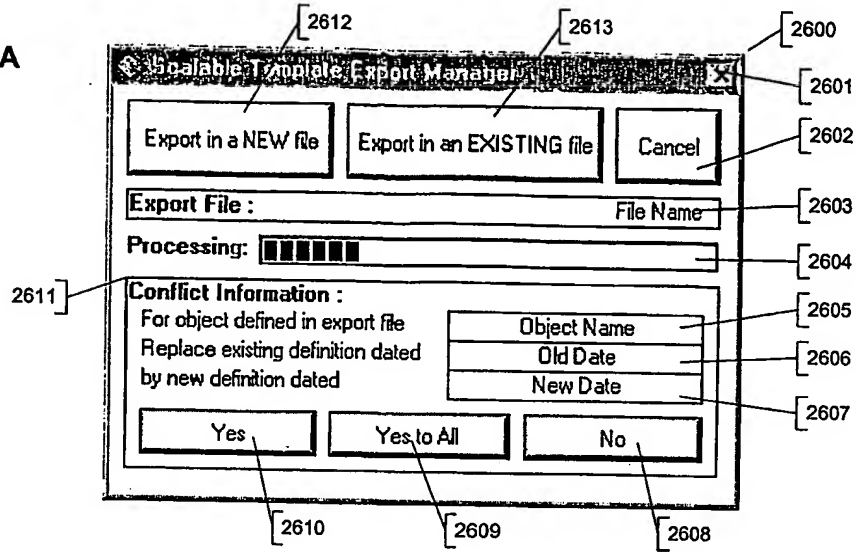 2612
2613
2600
A
Scalable Template Export Manager
2601
Export in a NEW file
Export in an EXISTING file
Cancel
2602
Export File :
File Name
2603
Processing:
2604
2611
Conflict Information :
For object defined in export file
Object Name
2605
Replace existing definition dated
Old Date
2606
by new definition dated
New Date
2607
Yes
Yes to All
No
2610
2609
2608